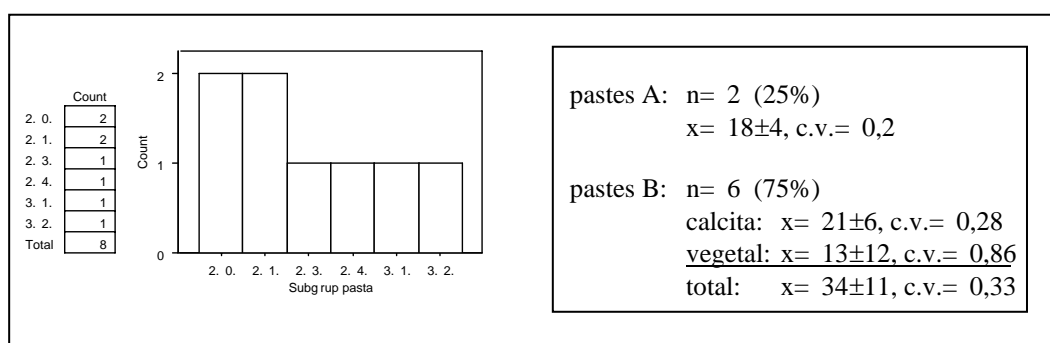 Count
2. 0. 2
2. 1. 2
2. 3. 1
2. 4. 1
3. 1. 1
3. 2. 1
Total 8
Count
2
1
0
2. 0. 2. 1. 2. 3. 2. 4. 3. 1. 3. 2.
Subg rup pasta
pastes A: n= 2 (25%)
x= 18±4, c.v.= 0,2
pastes B: n= 6 (75%)
calcita: x= 21±6, c.v.= 0,28
vegetal: x= 13±12, c.v.= 0,86
total: x= 34±11, c.v.= 0,33